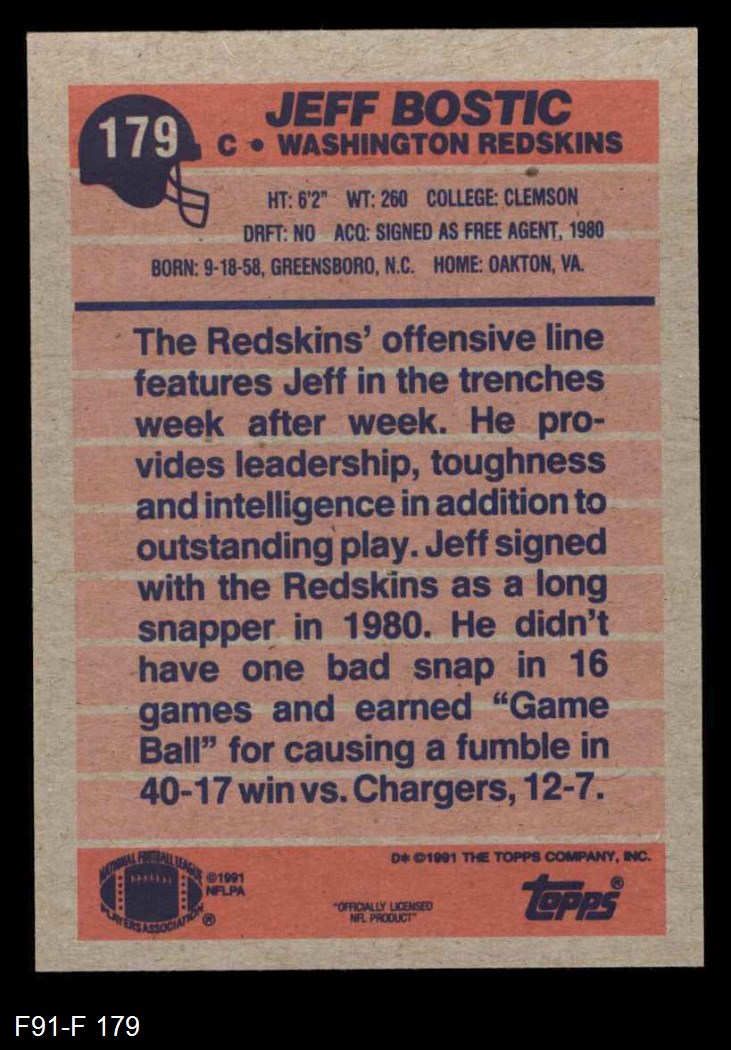 179
JEFF BOSTIC
C • WASHINGTON REDSKINS
HT: 6'2" WT: 260 COLLEGE: CLEMSON
DRFT: NO ACQ: SIGNED AS FREE AGENT, 1980
BORN: 9-18-58, GREENSBORO, N.C. HOME: OAKTON, VA.
The Redskins' offensive line
features Jeff in the trenches
week after week. He pro-
vides leadership, toughness
and intelligence in addition to
outstanding play. Jeff signed
with the Redskins as a long
snapper in 1980. He didn't
have one bad snap in 16
games and earned “Game
Ball” for causing a fumble in
40-17 win vs. Chargers, 12-7.
NATIONAL FOOTBALL LEAGUE
PLAYERS ASSOCIATION ®
©1991
NFLPA
"OFFICIALLY LICENSED
NFL PRODUCT"
D* ©1991 THE TOPPS COMPANY, INC.
Topps®
F91-F 179